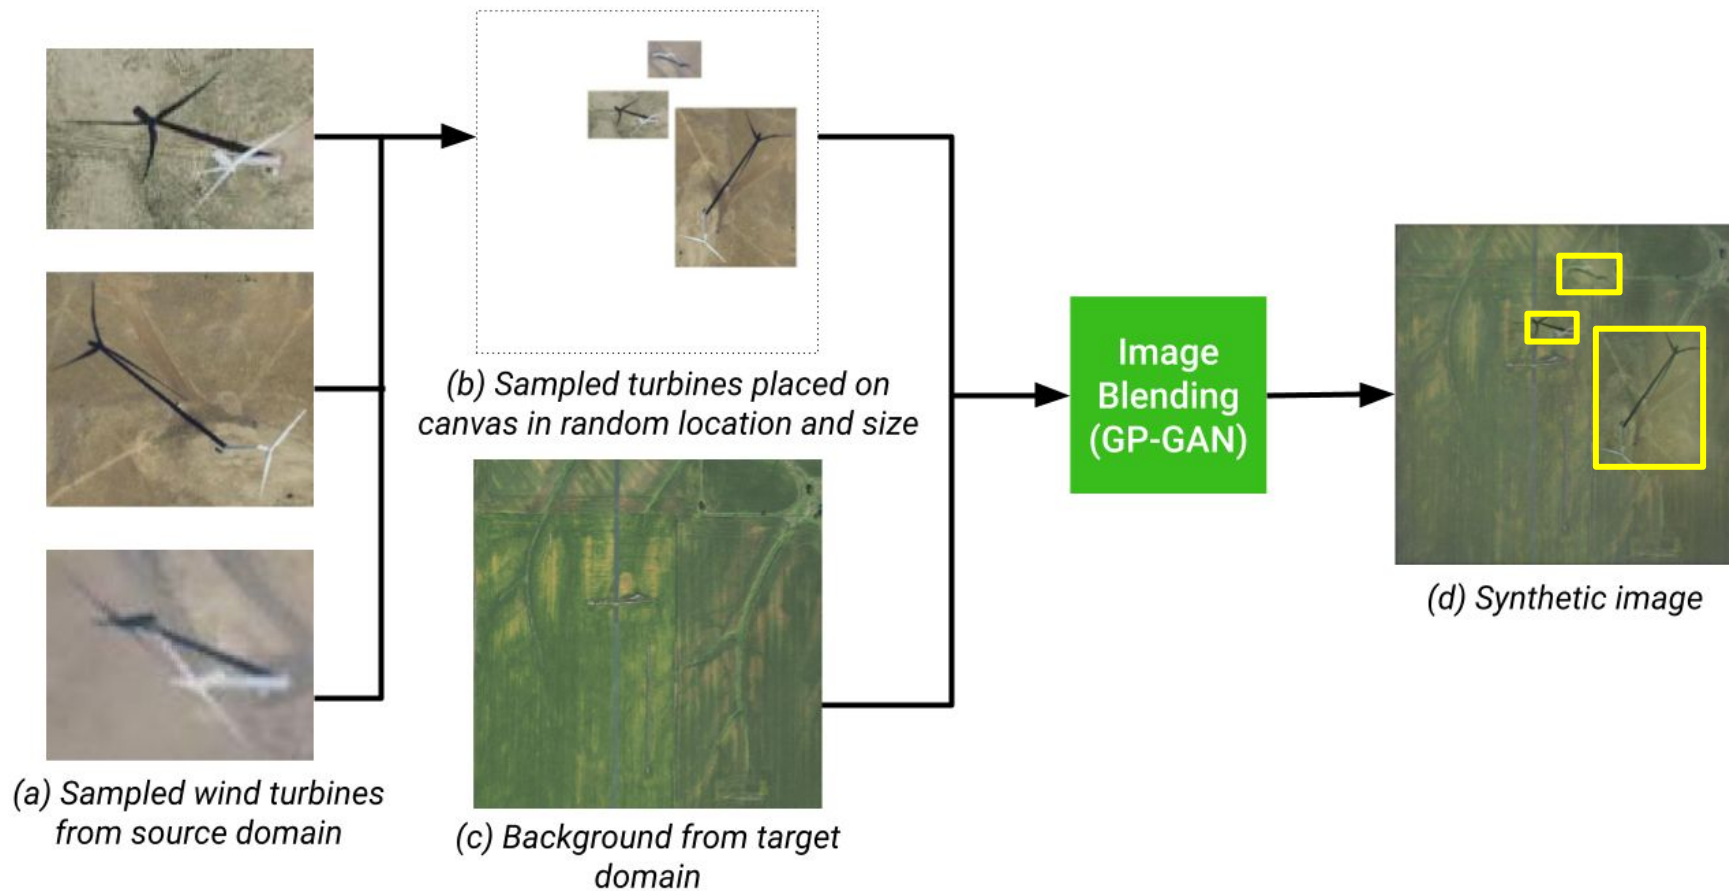 (a) Sampled wind turbines
from source domain
(b) Sampled turbines placed on
canvas in random location and size
(c) Background from target
domain
Image
Blending
(GP-GAN)
(d) Synthetic image